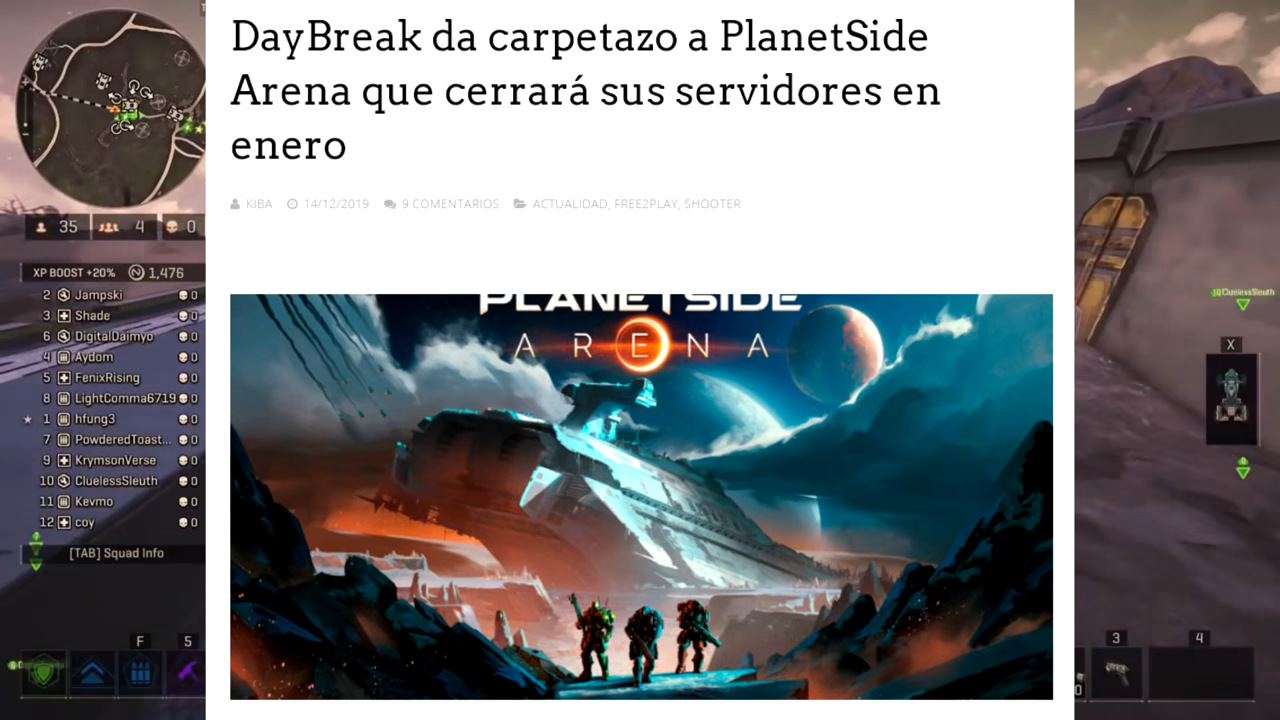 DayBreak da carpetazo a PlanetSide
Arena que cerrará sus servidores en
enero
KIBA 14/12/2019 9 COMENTARIOS ACTUALIDAD, FREE2PLAY, SHOOTER
PLANETSIDE
ARENA
35 4 0
XP BOOST +20% 1,476
2 Jampski 0
3 Shade 0
6 DigitalDaimyo 0
4 Aydom 0
5 FenixRising 0
8 LightComma6719 0
1 hfung3 0
7 PowderedToast... 0
9 KrymsonVerse 0
10 CluelessSleuth 0
11 Kevmo 0
12 coy 0
[TAB] Squad Info
F 5
CluelessSleuth
X
3 4